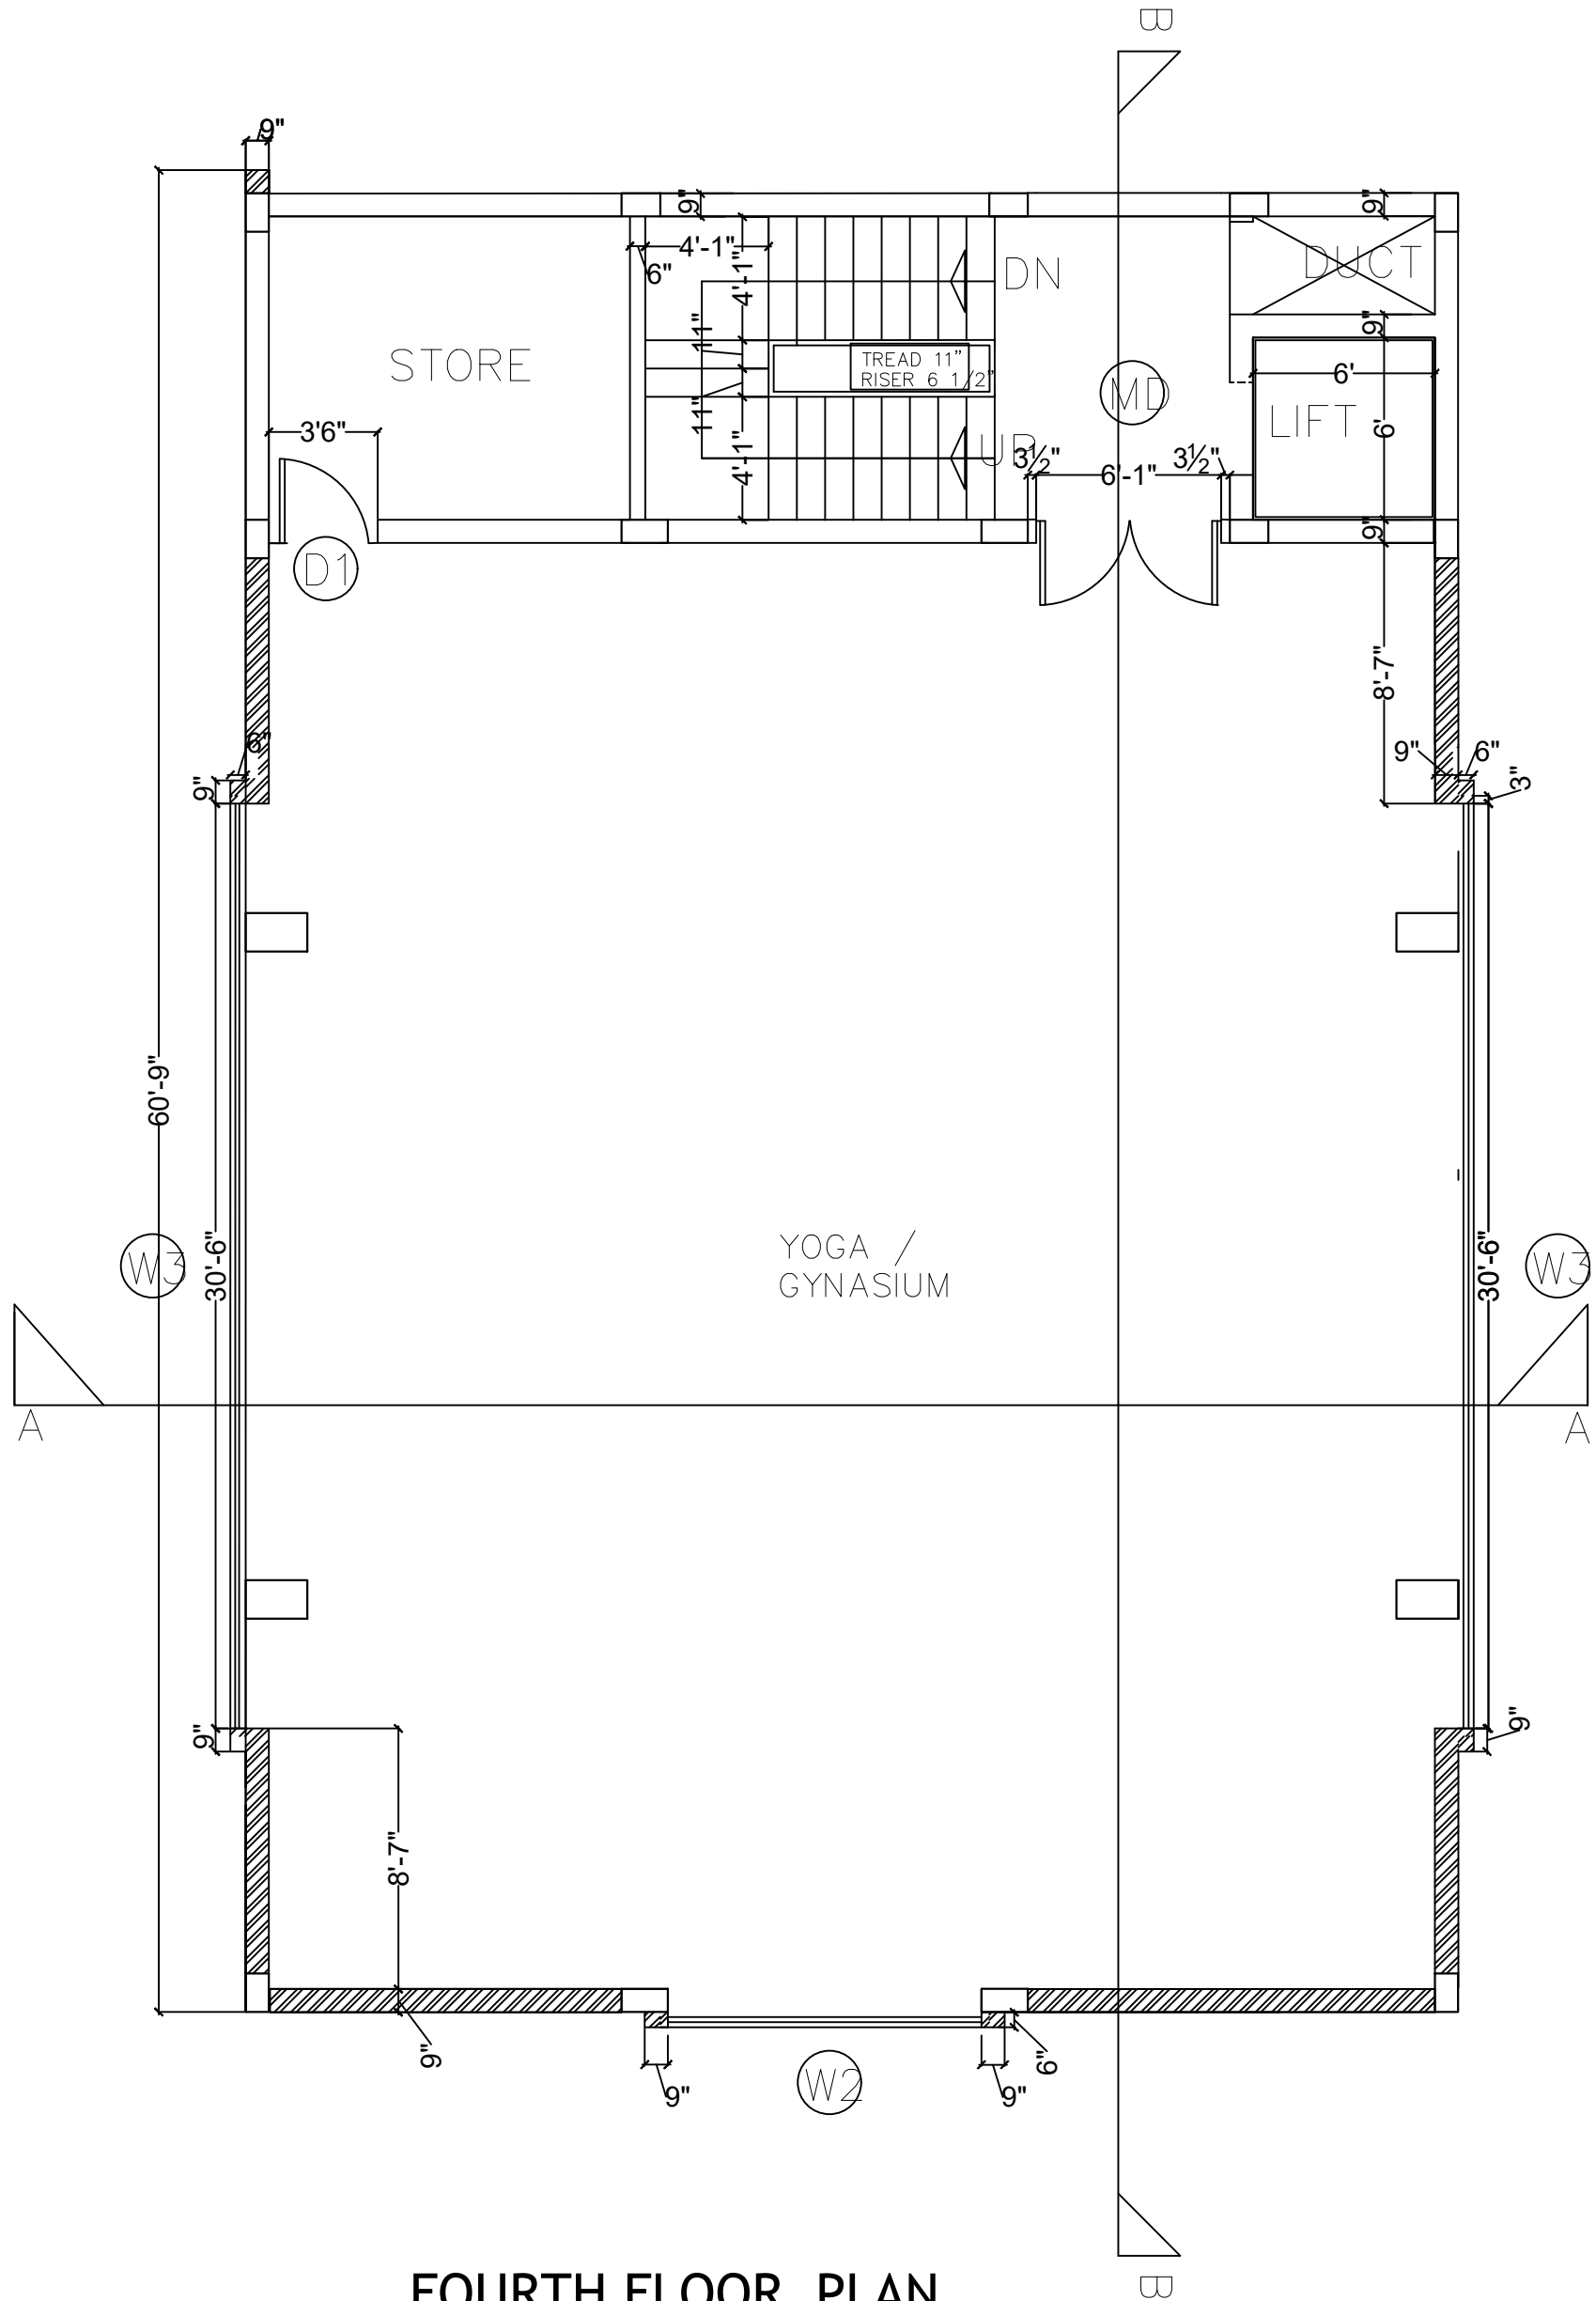 B
9"
9"
9"
4'-1"
6"
4'-1"
DN
DUCT
11"
9"
STORE
TREAD 11"
RISER 6 1/2"
6'
MD
LIFT
3'6"
11"
4'-1"
UP
3½"
6'-1"
3½"
6'
9"
D1
8'-7"
6"
9"
9"
6"
3"
60'-9"
W3
30'-6"
YOGA /
GYNASIUM
30'-6"
W3
A
A
9"
9"
8'-7"
9"
6"
9"
W2
9"
B
FOURTH FLOOR PLAN